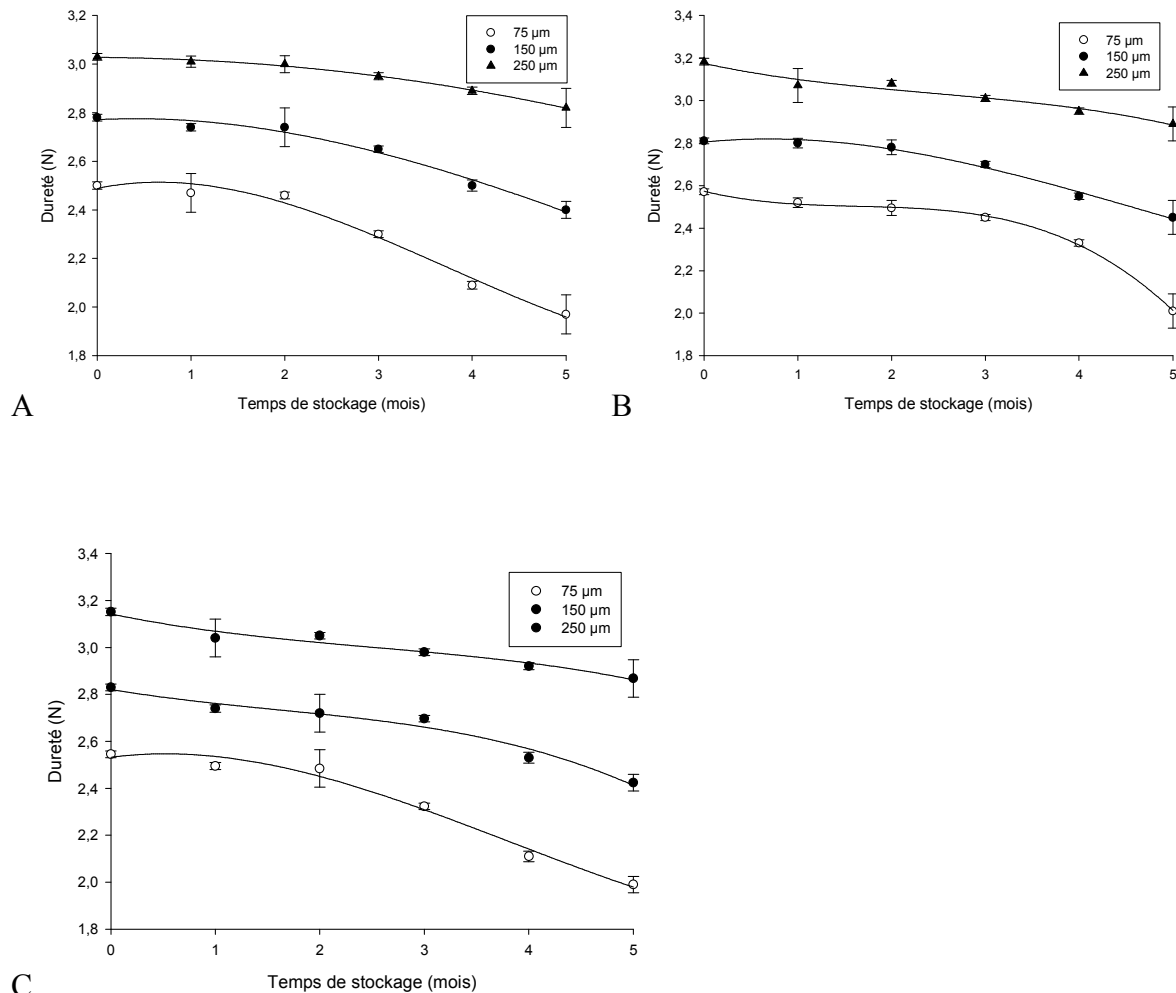 75 µm
150 µm
250 µm
3,2
3,0
2,8
2,6
2,4
2,2
2,0
1,8
Dureté (N)
0 1 2 3 4 5
Temps de stockage (mois)
A
75 µm
150 µm
250 µm
3,4
3,2
3,0
2,8
2,6
2,4
2,2
2,0
1,8
Dureté (N)
0 1 2 3 4 5
Temps de stockage (mois)
B
75 µm
150 µm
250 µm
3,4
3,2
3,0
2,8
2,6
2,4
2,2
2,0
1,8
Dureté (N)
0 1 2 3 4 5
Temps de stockage (mois)
C